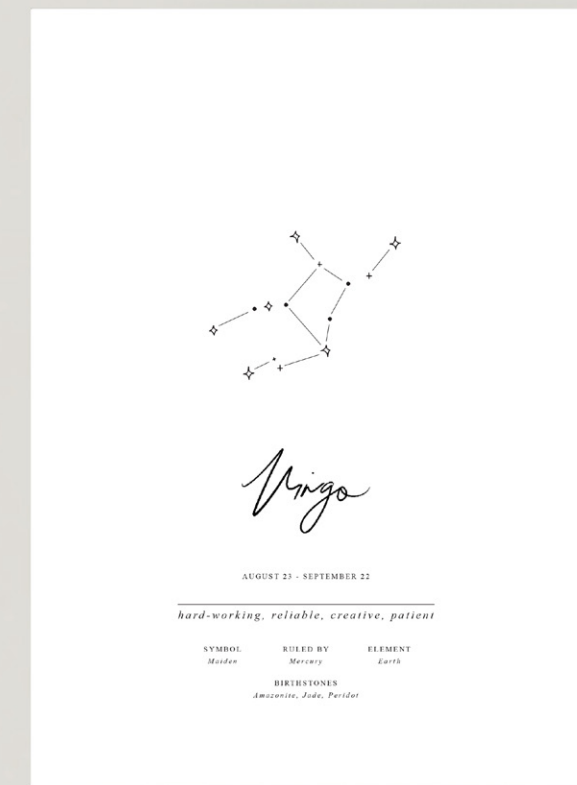 Virgo
AUGUST 23 - SEPTEMBER 22
hard-working, reliable, creative, patient
SYMBOL RULED BY ELEMENT
Maiden Mercury Earth
BIRTHSTONES
Amazonite, Jade, Peridot